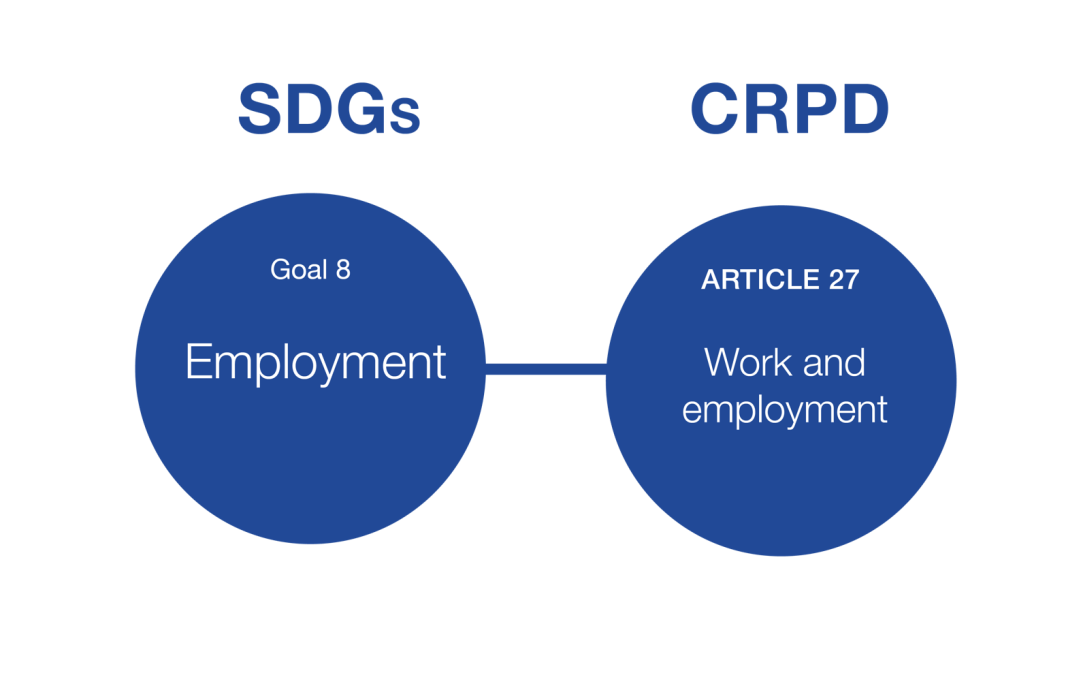 SDGs
CRPD
Goal 8
Employment
ARTICLE 27
Work and
employment